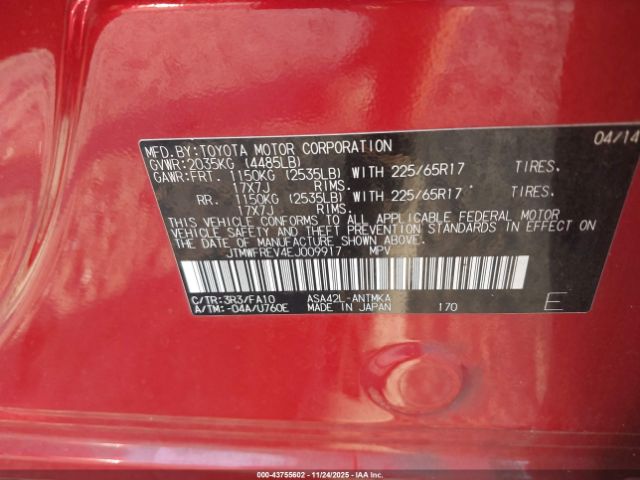 MFD.BY:TOYOTA MOTOR CORPORATION 04/14
GVWR:2035KG (4485LB)
GAWR:FRT. 1150KG (2535LB) WITH 225/65R17 TIRES.
17X7J RIMS.
RR. 1150KG (2535LB) WITH 225/65R17 TIRES.
17X7J RIMS.
THIS VEHICLE CONFORMS TO ALL APPLICABLE FEDERAL MOTOR
VEHICLE SAFETY AND THEFT PREVENTION STANDARDS IN EFFECT
ON THE DATE OF MANUFACTURE SHOWN ABOVE.
JTMWFREV4EJ009917 MPV
C/TR:3R3/FA10 ASA42L-ANTMKA
A/TM:-04A/U760E MADE IN JAPAN 170 E
000-43755602 - 11/24/2025 - IAAI.COM